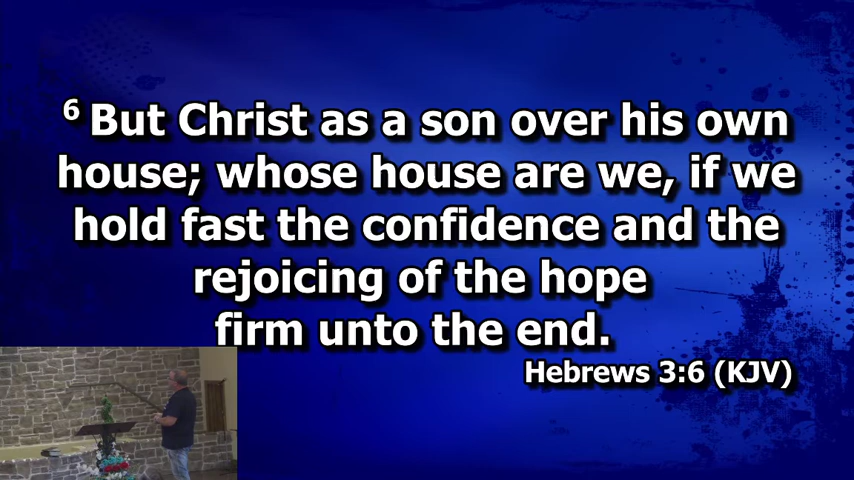 6 But Christ as a son over his own
house; whose house are we, if we
hold fast the confidence and the
rejoicing of the hope
firm unto the end.
Hebrews 3:6 (KJV)